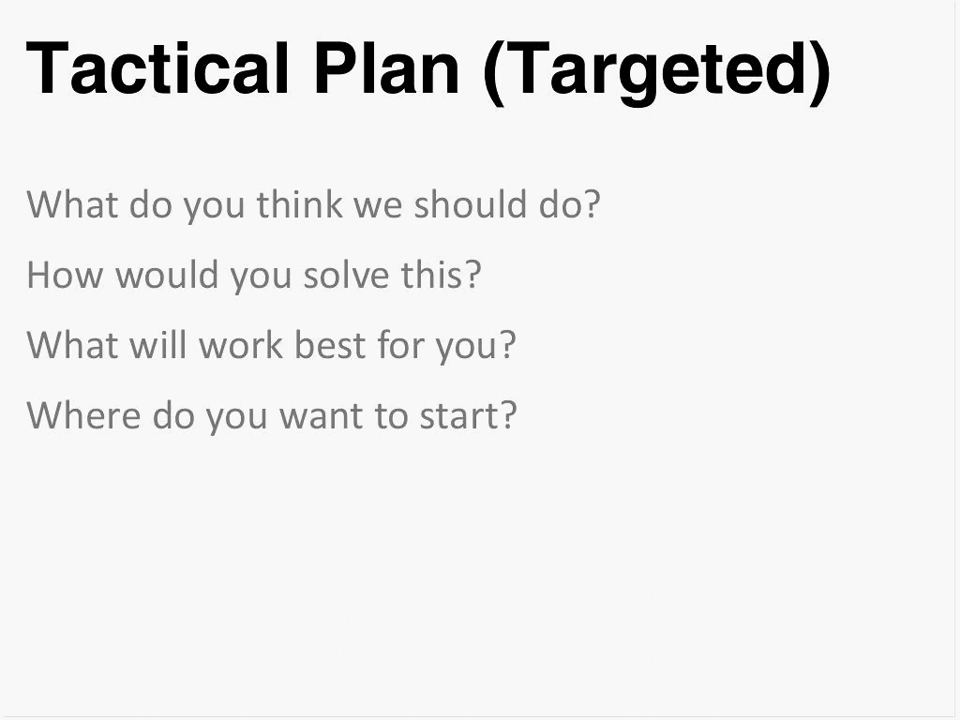 Tactical Plan (Targeted)
What do you think we should do?
How would you solve this?
What will work best for you?
Where do you want to start?